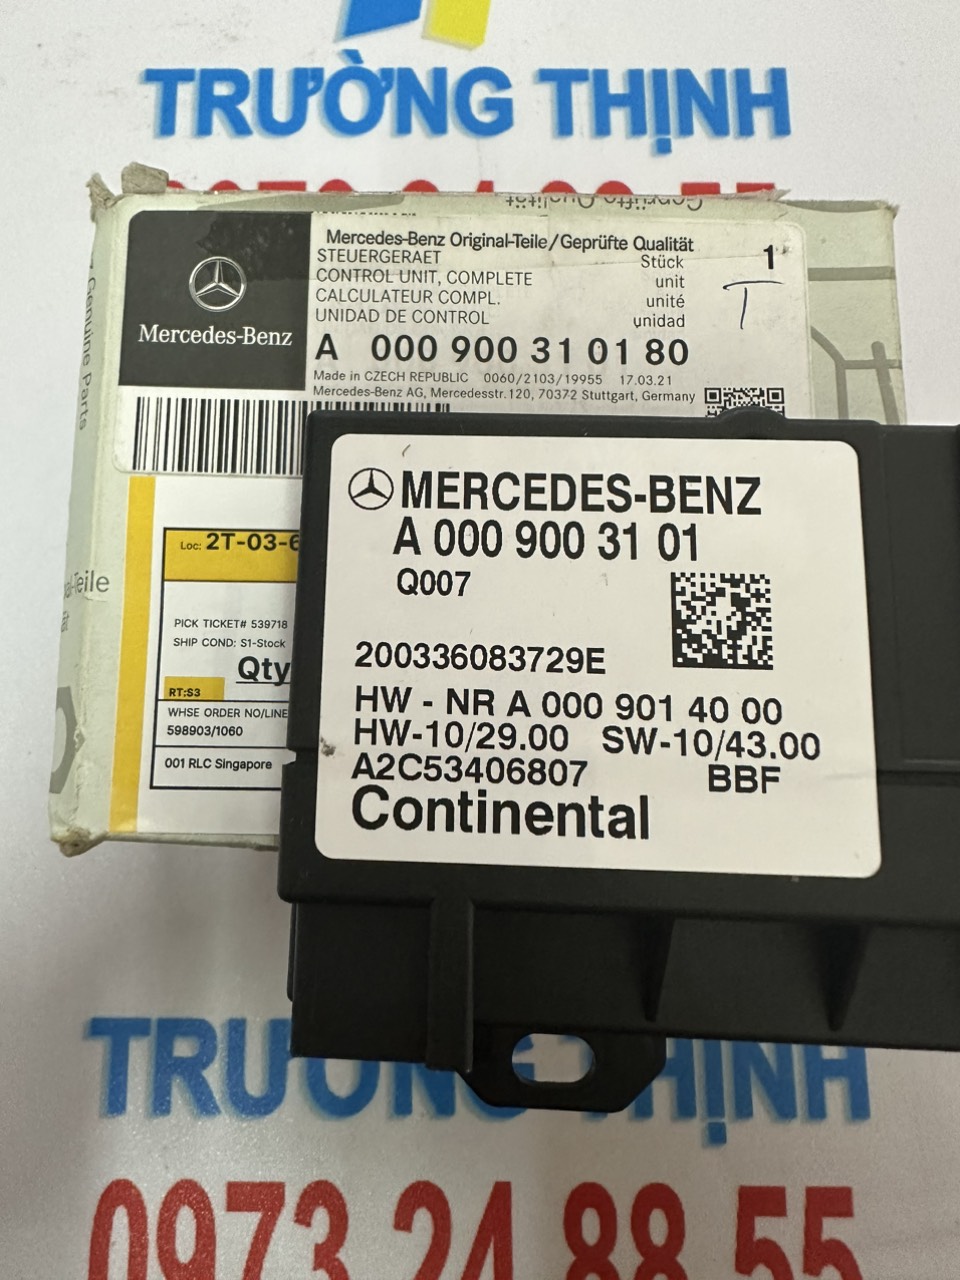 TRƯỜNG THỊNH
Geprüfte Qualität
Mercedes-Benz Original-Teile/Geprüfte Qualität
STEUERGERAET Stück 1
CONTROL UNIT, COMPLETE unit T
CALCULATEUR COMPL. unité
UNIDAD DE CONTROL unidad
Mercedes-Benz
A 000 900 31 01 80
Made in CZECH REPUBLIC 0060/2103/19955 17.03.21
Mercedes-Benz AG, Mercedesstr.120, 70372 Stuttgart, Germany
Genuine Parts
Loc: 2T-03-6
PICK TICKET# 539718
SHIP COND: S1-Stock
Qty
RT:S3
WHSE ORDER NO/LINE
598903/1060
001 RLC Singapore
MERCEDES-BENZ
A 000 900 31 01
Q007
200336083729E
HW - NR A 000 901 40 00
HW-10/29.00 SW-10/43.00
A2C53406807 BBF
Continental
TRƯỜNG THỊNH
0973.24.88.55